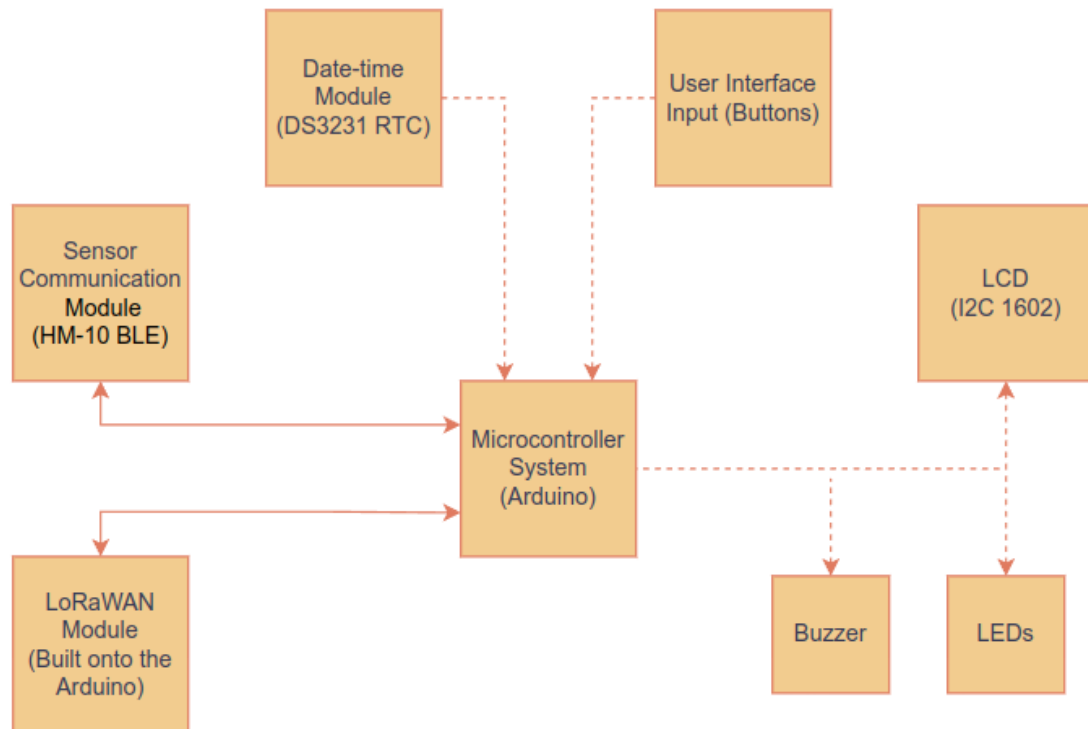 Date-time
Module
(DS3231 RTC)
User Interface
Input (Buttons)
Sensor
Communication
Module
(HM-10 BLE)
LCD
(I2C 1602)
Microcontroller
System
(Arduino)
LoRaWAN
Module
(Built onto the
Arduino)
Buzzer
LEDs